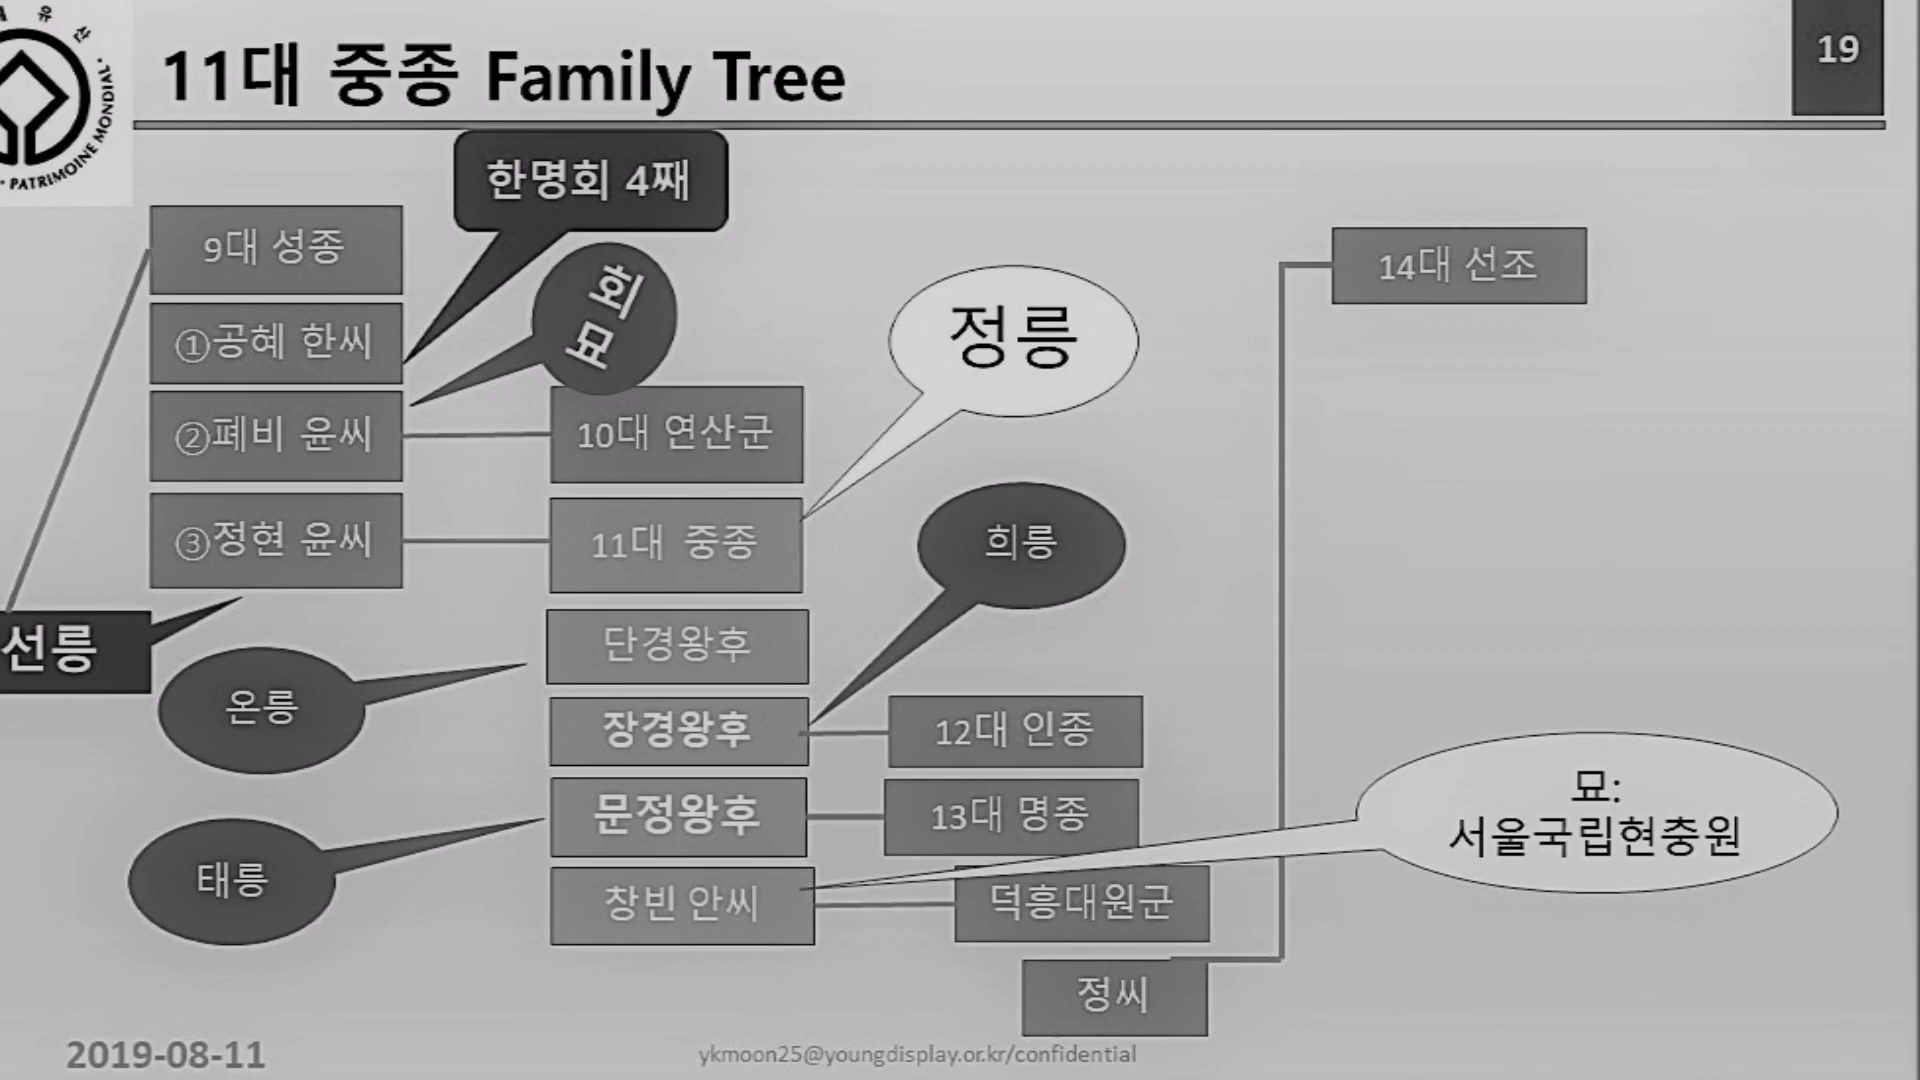 유 산
• PATRIMOINE MONDIAL •
11대 중종 Family Tree
19
한명회 4째
9대 성종
회묘
14대 선조
①공혜 한씨
정릉
②폐비 윤씨
10대 연산군
③정현 윤씨
11대 중종
희릉
선릉
단경왕후
온릉
장경왕후
12대 인종
문정왕후
13대 명종
묘:
서울국립현충원
태릉
창빈 안씨
덕흥대원군
정씨
2019-08-11
ykmoon25@youngdisplay.or.kr/confidential